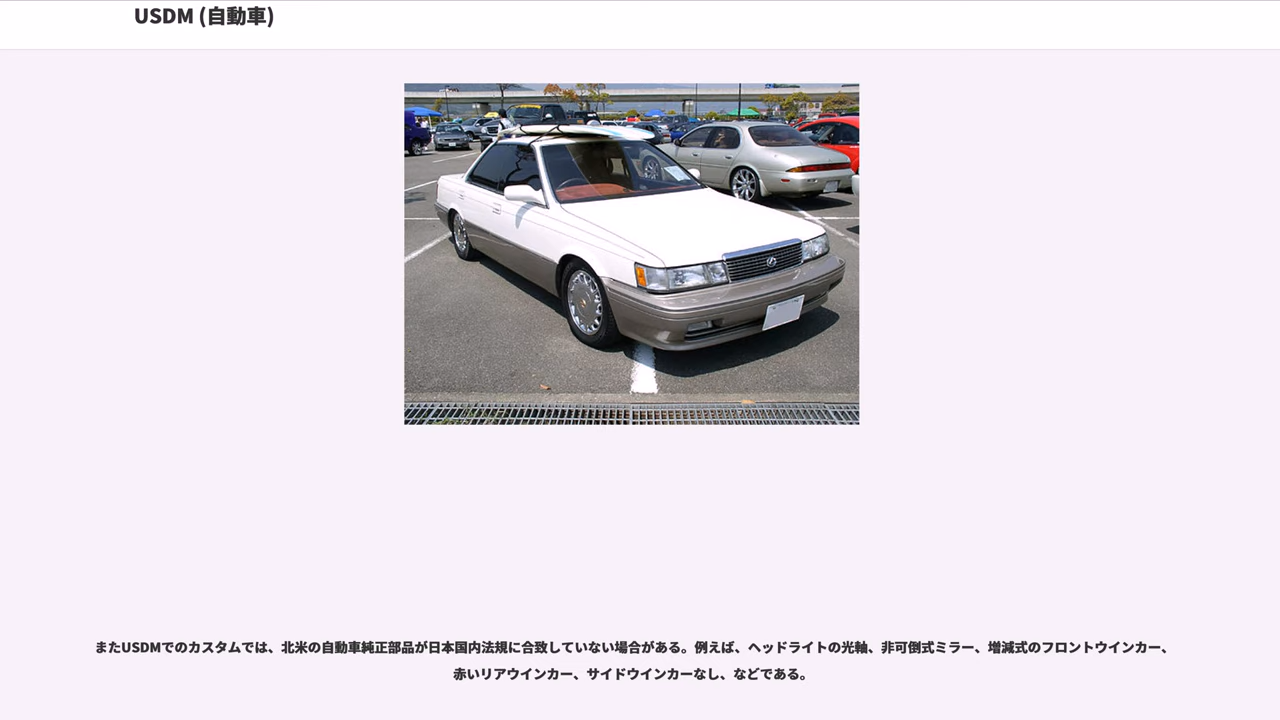 USDM (自動車)
またUSDMでのカスタムでは、北米の自動車純正部品が日本国内法規に合致していない場合がある。例えば、ヘッドライトの光軸、非可倒式ミラー、増減式のフロントウインカー、
赤いリアウインカー、サイドウインカーなし、などである。